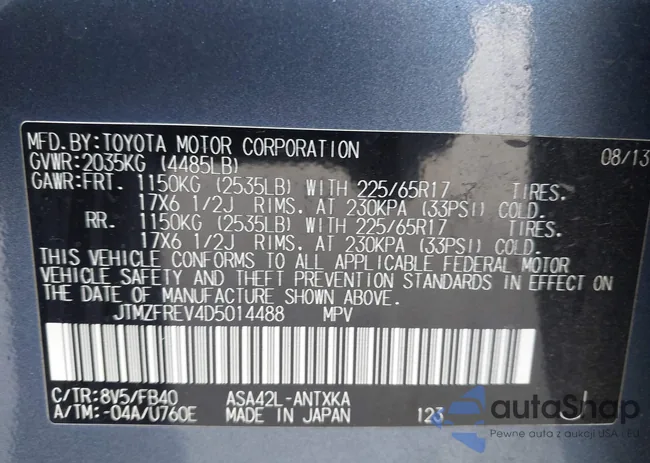 MFD.BY:TOYOTA MOTOR CORPORATION 08/13
GVWR:2035KG (4485LB)
GAWR:FRT. 1150KG (2535LB) WITH 225/65R17 TIRES.
17X6 1/2J RIMS. AT 230KPA (33PSI) COLD.
RR. 1150KG (2535LB) WITH 225/65R17 TIRES.
17X6 1/2J RIMS. AT 230KPA (33PSI) COLD.
THIS VEHICLE CONFORMS TO ALL APPLICABLE FEDERAL MOTOR
VEHICLE SAFETY AND THEFT PREVENTION STANDARDS IN EFFECT ON
THE DATE OF MANUFACTURE SHOWN ABOVE.
JTMZFREV4D5014488 MPV
C/TR:8V5/FB40 ASA42L-ANTXKA
A/TM:-04A/U760E MADE IN JAPAN 123
autoShop
Pewne auta z aukcji USA i EU